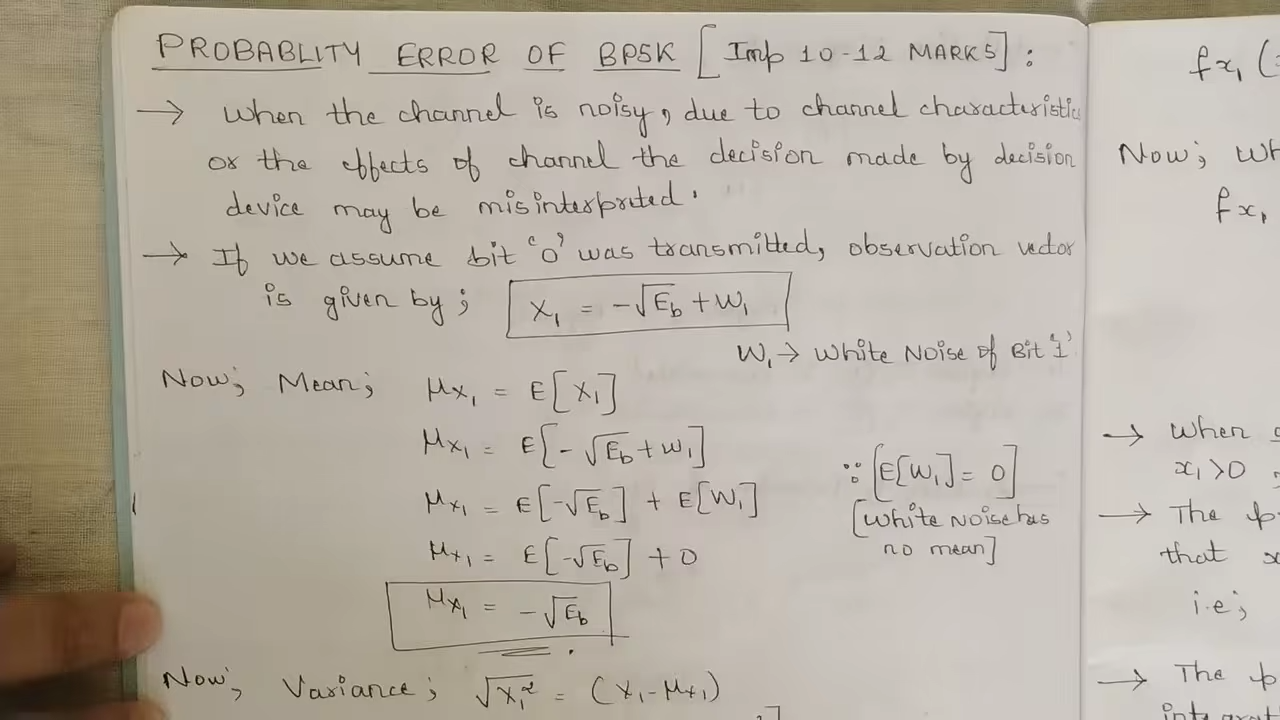 PROBABLITY ERROR OF BPSK [Imp 10-12 MARKS] :
→ When the channel is noisy, due to channel characteristic
or the effects of channel the decision made by decision
device may be misinterprited.
→ If we assume bit '0' was transmitted, observation vector
is given by; X₁ = -√E_b + W₁
W₁ → White Noise of Bit '1'
Now; Mean; μx₁ = E[X₁]
μx₁ = E[-√E_b + W₁]
μx₁ = E[-√E_b] + E[W₁]
∵ [E[W₁] = 0]
[White Noise has
no mean]
μx₁ = E[-√E_b] + 0
μx₁ = -√E_b
Now; Variance; √X₁² = (X₁ - μx₁)
fx₁ (
Now; Wh
fx₁
→ When
x₁>0
→ The p
that x
i.e;
→ The p